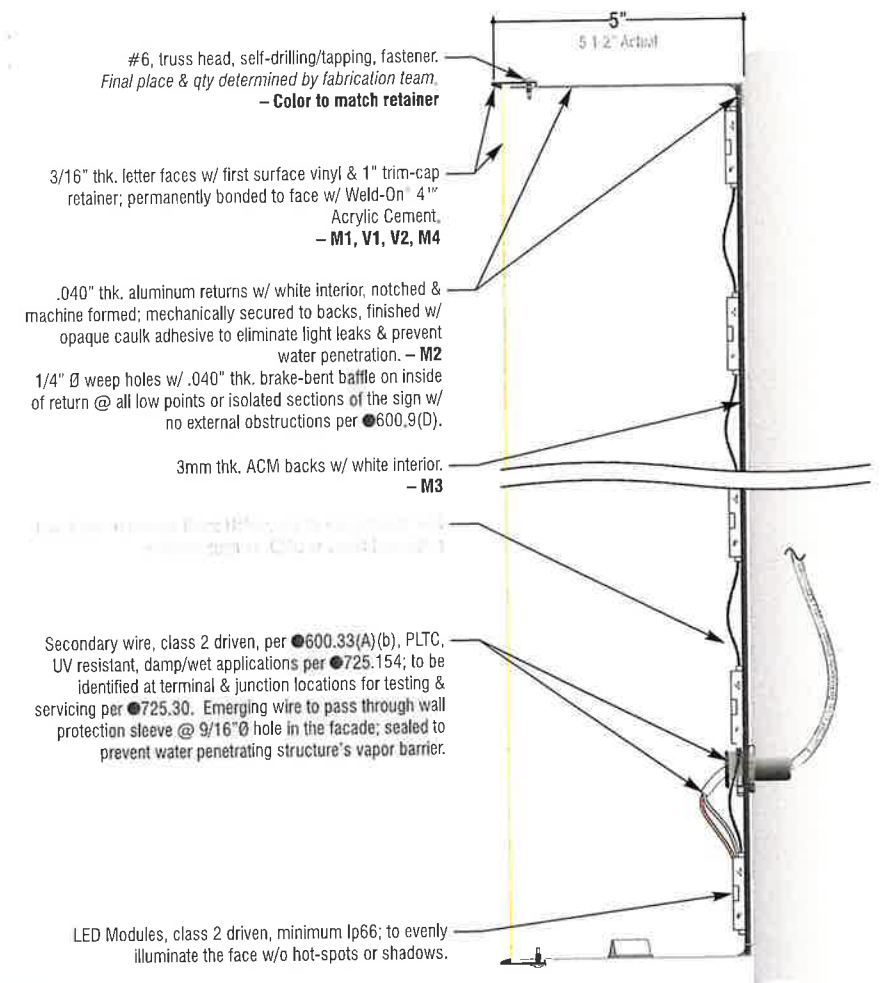 5"
5 1/2" Actual
#6, truss head, self-drilling/tapping, fastener.
Final place & qty determined by fabrication team.
– Color to match retainer
3/16" thk. letter faces w/ first surface vinyl & 1" trim-cap
retainer; permanently bonded to face w/ Weld-On® 4™
Acrylic Cement.
– M1, V1, V2, M4
.040" thk. aluminum returns w/ white interior, notched &
machine formed; mechanically secured to backs, finished w/
opaque caulk adhesive to eliminate light leaks & prevent
water penetration. – M2
1/4" Ø weep holes w/ .040" thk. brake-bent baffle on inside
of return @ all low points or isolated sections of the sign w/
no external obstructions per ●600.9(D).
3mm thk. ACM backs w/ white interior.
– M3
Secondary wire, class 2 driven, per ●600.33(A)(b), PLTC,
UV resistant, damp/wet applications per ●725.154; to be
identified at terminal & junction locations for testing &
servicing per ●725.30. Emerging wire to pass through wall
protection sleeve @ 9/16"Ø hole in the facade; sealed to
prevent water penetrating structure's vapor barrier.
LED Modules, class 2 driven, minimum Ip66; to evenly
illuminate the face w/o hot-spots or shadows.